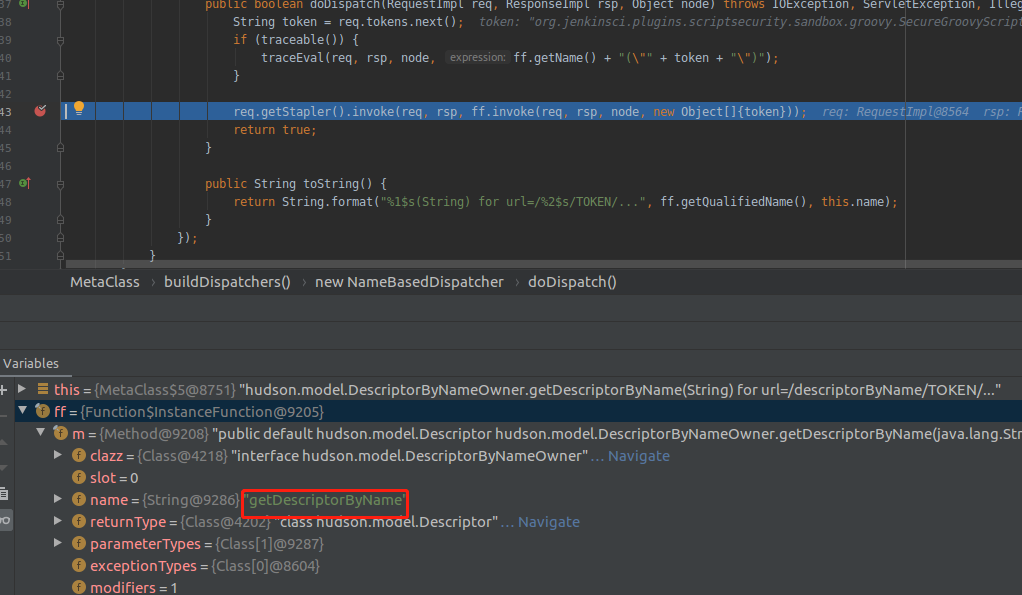 37 public boolean doDispatch(RequestImpl req, ResponseImpl rsp, Object node) throws IOException, ServletException, Illeg
38 String token = req.tokens.next(); token: "org.jenkinsci.plugins.scriptsecurity.sandbox.groovy.SecureGroovyScript
39 if (traceable()) {
40 traceEval(req, rsp, node, expression: ff.getName() + "(\"" + token + "\")");
41 }
42
43 req.getStapler().invoke(req, rsp, ff.invoke(req, rsp, node, new Object[]{token})); req: RequestImpl@8564 rsp: R
44 return true;
45 }
46
47 public String toString() {
48 return String.format("%1$s(String) for url=/%2$s/TOKEN/...", ff.getQualifiedName(), this.name);
49 }
50 });
51 }
MetaClass › buildDispatchers() › new NameBasedDispatcher › doDispatch()
Variables
this = {MetaClass$5@8751} "hudson.model.DescriptorByNameOwner.getDescriptorByName(String) for url=/descriptorByName/TOKEN/..."
ff = {Function$InstanceFunction@9205}
m = {Method@9208} "public default hudson.model.Descriptor hudson.model.DescriptorByNameOwner.getDescriptorByName(java.lang.Str
clazz = {Class@4218} "interface hudson.model.DescriptorByNameOwner" ... Navigate
slot = 0
name = {String@9286} "getDescriptorByName"
returnType = {Class@4202} "class hudson.model.Descriptor" ... Navigate
parameterTypes = {Class[1]@9287}
exceptionTypes = {Class[0]@8604}
modifiers = 1